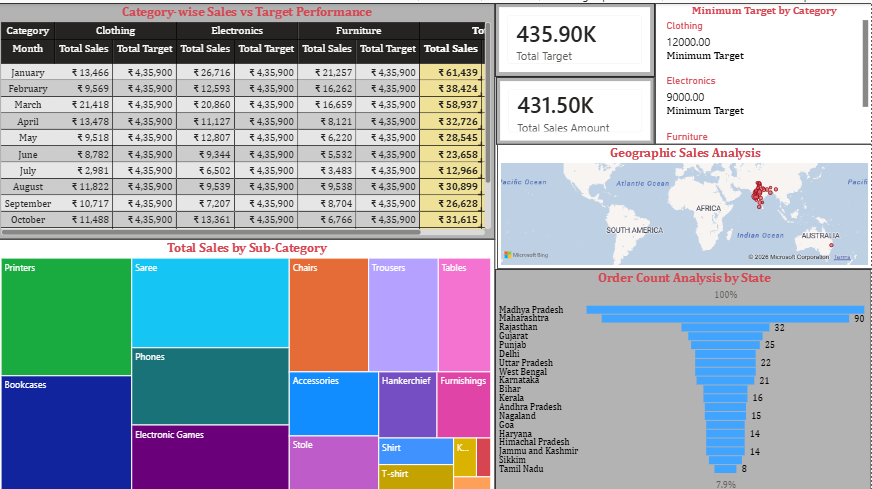 Category-wise Sales vs Target Performance
Category Clothing Electronics Furniture To
Month Total Sales Total Target Total Sales Total Target Total Sales Total Target Total Sales
January ₹ 13,466 ₹ 4,35,900 ₹ 26,716 ₹ 4,35,900 ₹ 21,257 ₹ 4,35,900 ₹ 61,439
February ₹ 9,569 ₹ 4,35,900 ₹ 12,593 ₹ 4,35,900 ₹ 16,262 ₹ 4,35,900 ₹ 38,424
March ₹ 21,418 ₹ 4,35,900 ₹ 20,860 ₹ 4,35,900 ₹ 16,659 ₹ 4,35,900 ₹ 58,937
April ₹ 13,478 ₹ 4,35,900 ₹ 11,127 ₹ 4,35,900 ₹ 8,121 ₹ 4,35,900 ₹ 32,726
May ₹ 9,518 ₹ 4,35,900 ₹ 12,807 ₹ 4,35,900 ₹ 6,220 ₹ 4,35,900 ₹ 28,545
June ₹ 8,782 ₹ 4,35,900 ₹ 9,344 ₹ 4,35,900 ₹ 5,532 ₹ 4,35,900 ₹ 23,658
July ₹ 2,981 ₹ 4,35,900 ₹ 6,502 ₹ 4,35,900 ₹ 3,483 ₹ 4,35,900 ₹ 12,966
August ₹ 11,822 ₹ 4,35,900 ₹ 9,539 ₹ 4,35,900 ₹ 9,538 ₹ 4,35,900 ₹ 30,899
September ₹ 10,717 ₹ 4,35,900 ₹ 7,207 ₹ 4,35,900 ₹ 8,704 ₹ 4,35,900 ₹ 26,628
October ₹ 11,488 ₹ 4,35,900 ₹ 13,361 ₹ 4,35,900 ₹ 6,766 ₹ 4,35,900 ₹ 31,615
435.90K
Total Target
431.50K
Total Sales Amount
Minimum Target by Category
Clothing
12000.00
Minimum Target
Electronics
9000.00
Minimum Target
Furniture
Geographic Sales Analysis
Pacific Ocean
Atlantic Ocean
Pacifi
AFRICA
SOUTH AMERICA
Indian Ocean
AUSTRALIA
Microsoft Bing
© 2026 Microsoft Corporation Terms
Total Sales by Sub-Category
Printers
Saree
Chairs
Trousers
Tables
Phones
Bookcases
Accessories
Hankerchief
Furnishings
Electronic Games
Stole
Shirt
K...
T-shirt
Order Count Analysis by State
100%
Madhya Pradesh
Maharashtra 90
Rajasthan 32
Gujarat
Punjab 25
Delhi
Uttar Pradesh 22
West Bengal
Karnataka 21
Bihar
Kerala 16
Andhra Pradesh
Nagaland 15
Goa
Haryana 14
Himachal Pradesh
Jammu and Kashmir 14
Sikkim
Tamil Nadu 8
7.9%